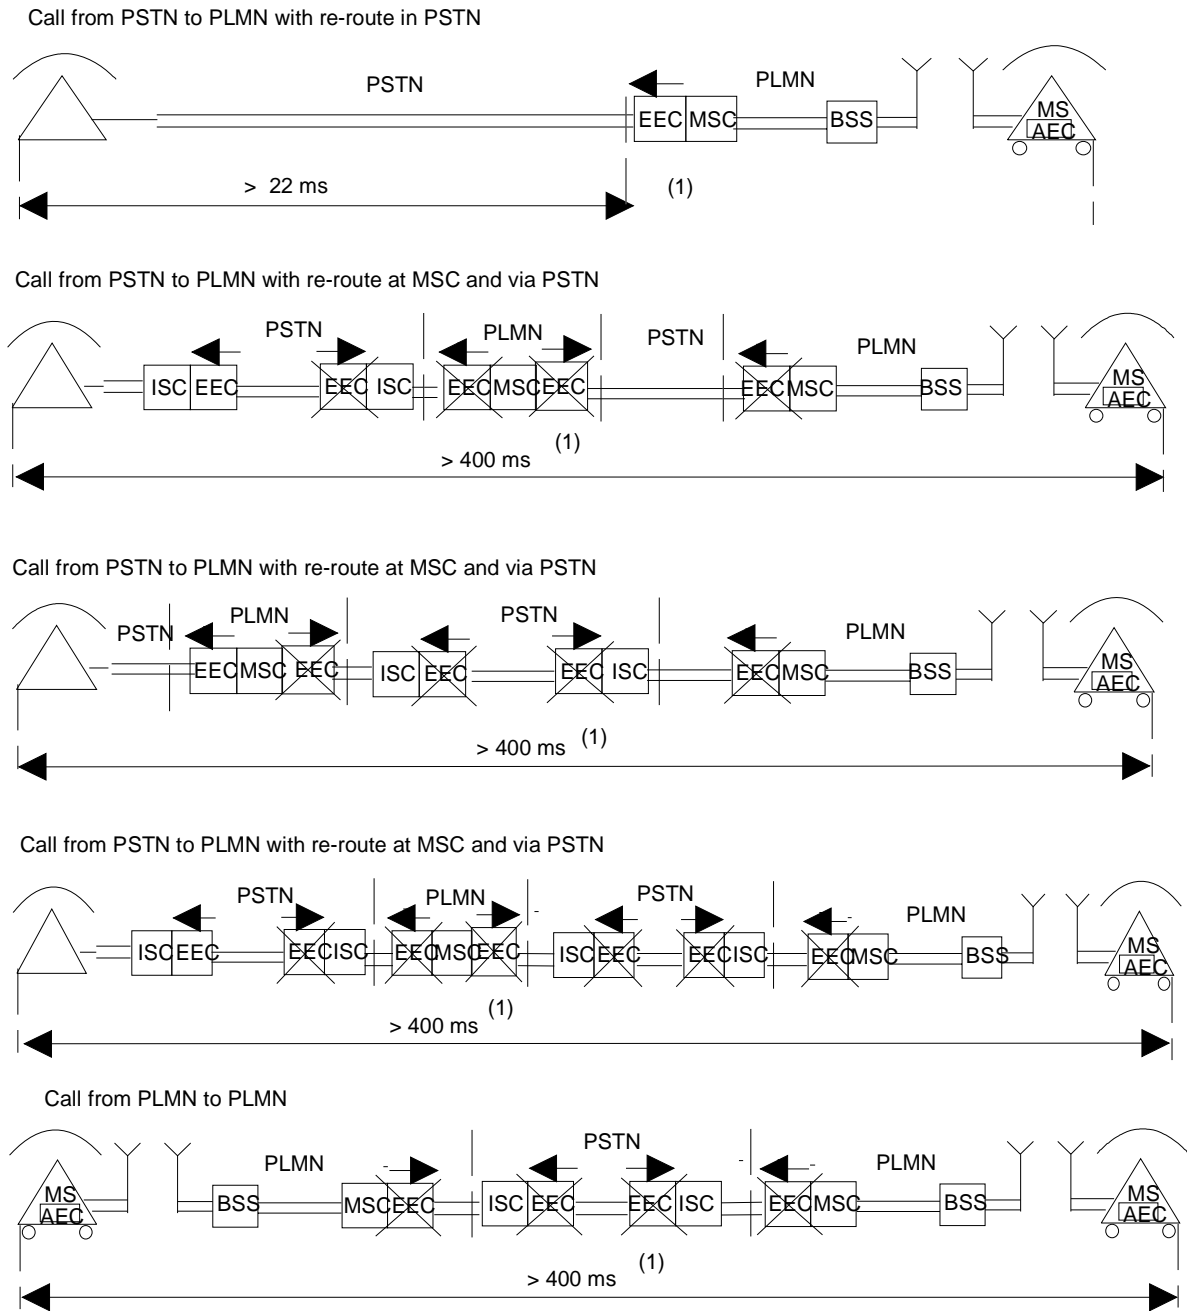 Call from PSTN to PLMN with re-route in PSTN
PSTN PLMN
EEC MSC BSS MS
AEC
> 22 ms (1)
Call from PSTN to PLMN with re-route at MSC and via PSTN
PSTN PLMN PSTN PLMN
ISC EEC EEC ISC EEC MSC EEC EEC MSC BSS MS
AEC
(1)
> 400 ms
Call from PSTN to PLMN with re-route at MSC and via PSTN
PSTN PLMN PSTN PLMN
EEC MSC EEC ISC EEC EEC ISC EEC MSC BSS MS
AEC
> 400 ms (1)
Call from PSTN to PLMN with re-route at MSC and via PSTN
PSTN PLMN PSTN PLMN
ISC EEC EEC ISC EEC MSC EEC ISC EEC EEC ISC EEC MSC BSS MS
AEC
(1)
> 400 ms
Call from PLMN to PLMN
PLMN PSTN PLMN
MS BSS MSC EEC ISC EEC EEC ISC EEC MSC BSS MS
AEC AEC
(1)
> 400 ms